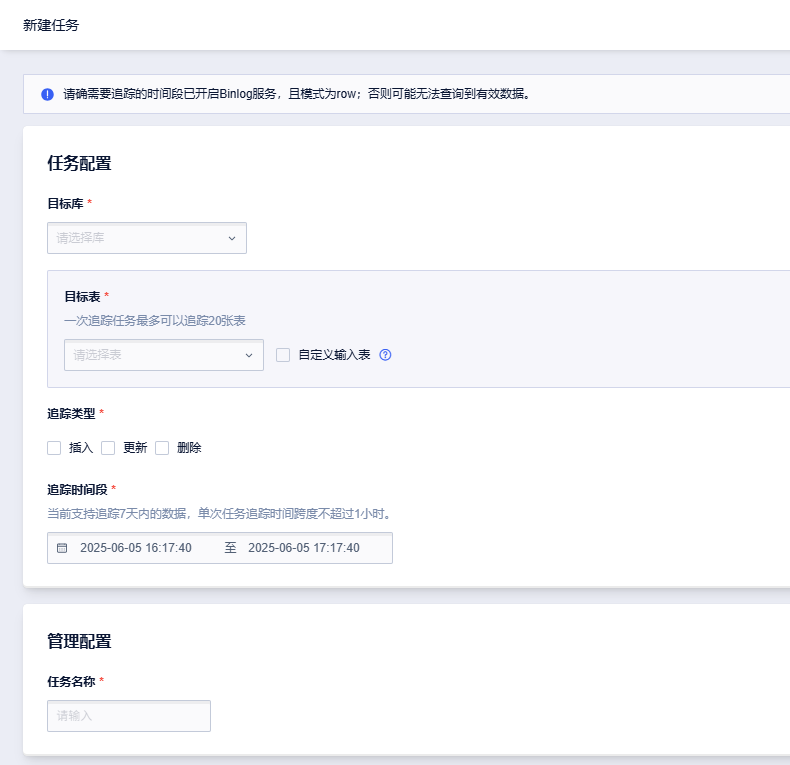 新建任务
请确需要追踪的时间段已开启Binlog服务，且模式为row；否则可能无法查询到有效数据。
任务配置
目标库 *
请选择库
目标表 *
一次追踪任务最多可以追踪20张表
请选择表
自定义输入表
追踪类型 *
插入 更新 删除
追踪时间段 *
当前支持追踪7天内的数据，单次任务追踪时间跨度不超过1小时。
2025-06-05 16:17:40 至 2025-06-05 17:17:40
管理配置
任务名称 *
请输入